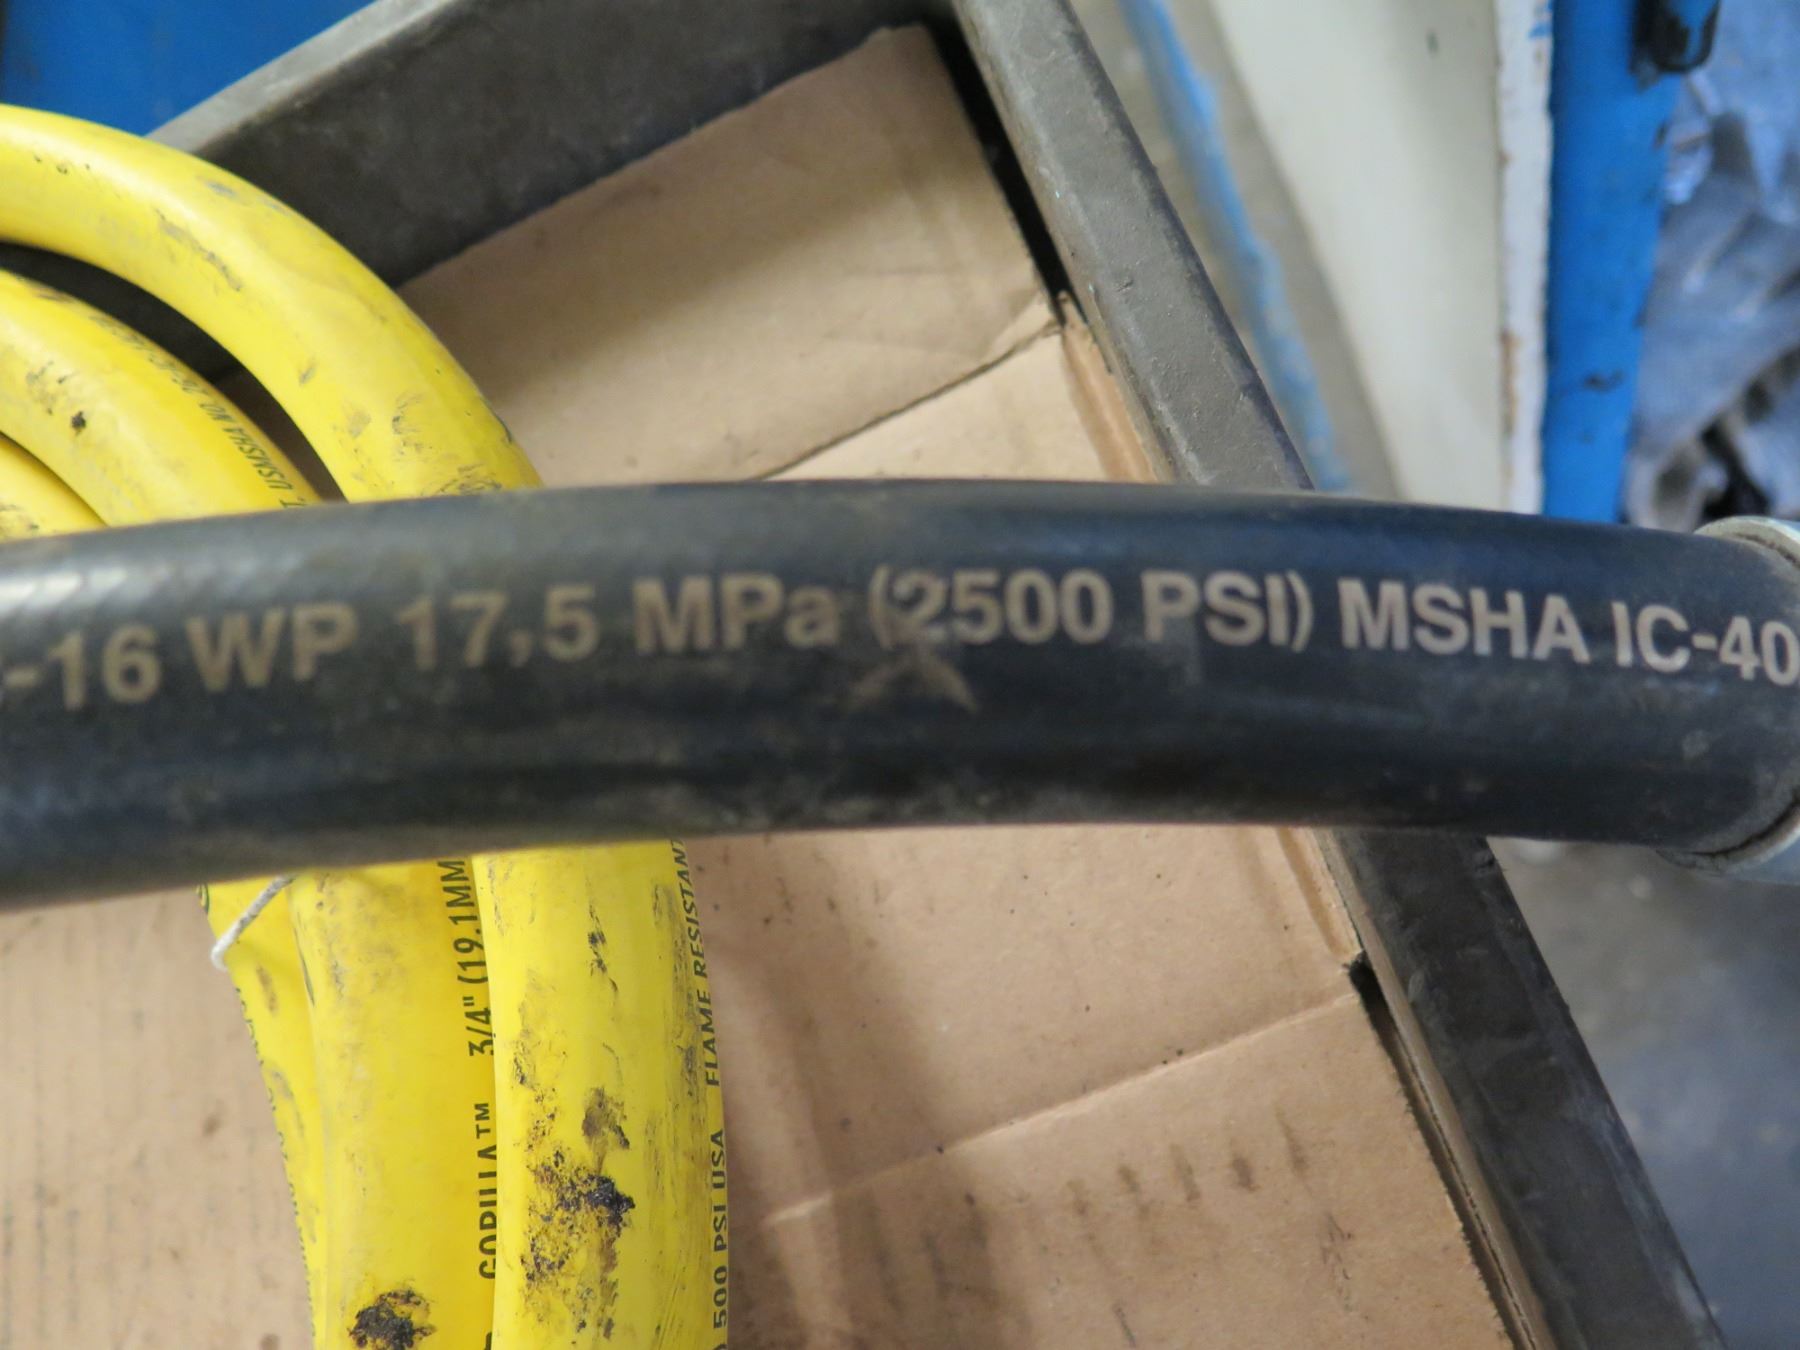 -16 WP 17,5 MPa (2500 PSI) MSHA IC-40
USMSHA NO.
GORILLA™ 3/4" (19.1MM
500 PSI USA FLAME RESISTANT